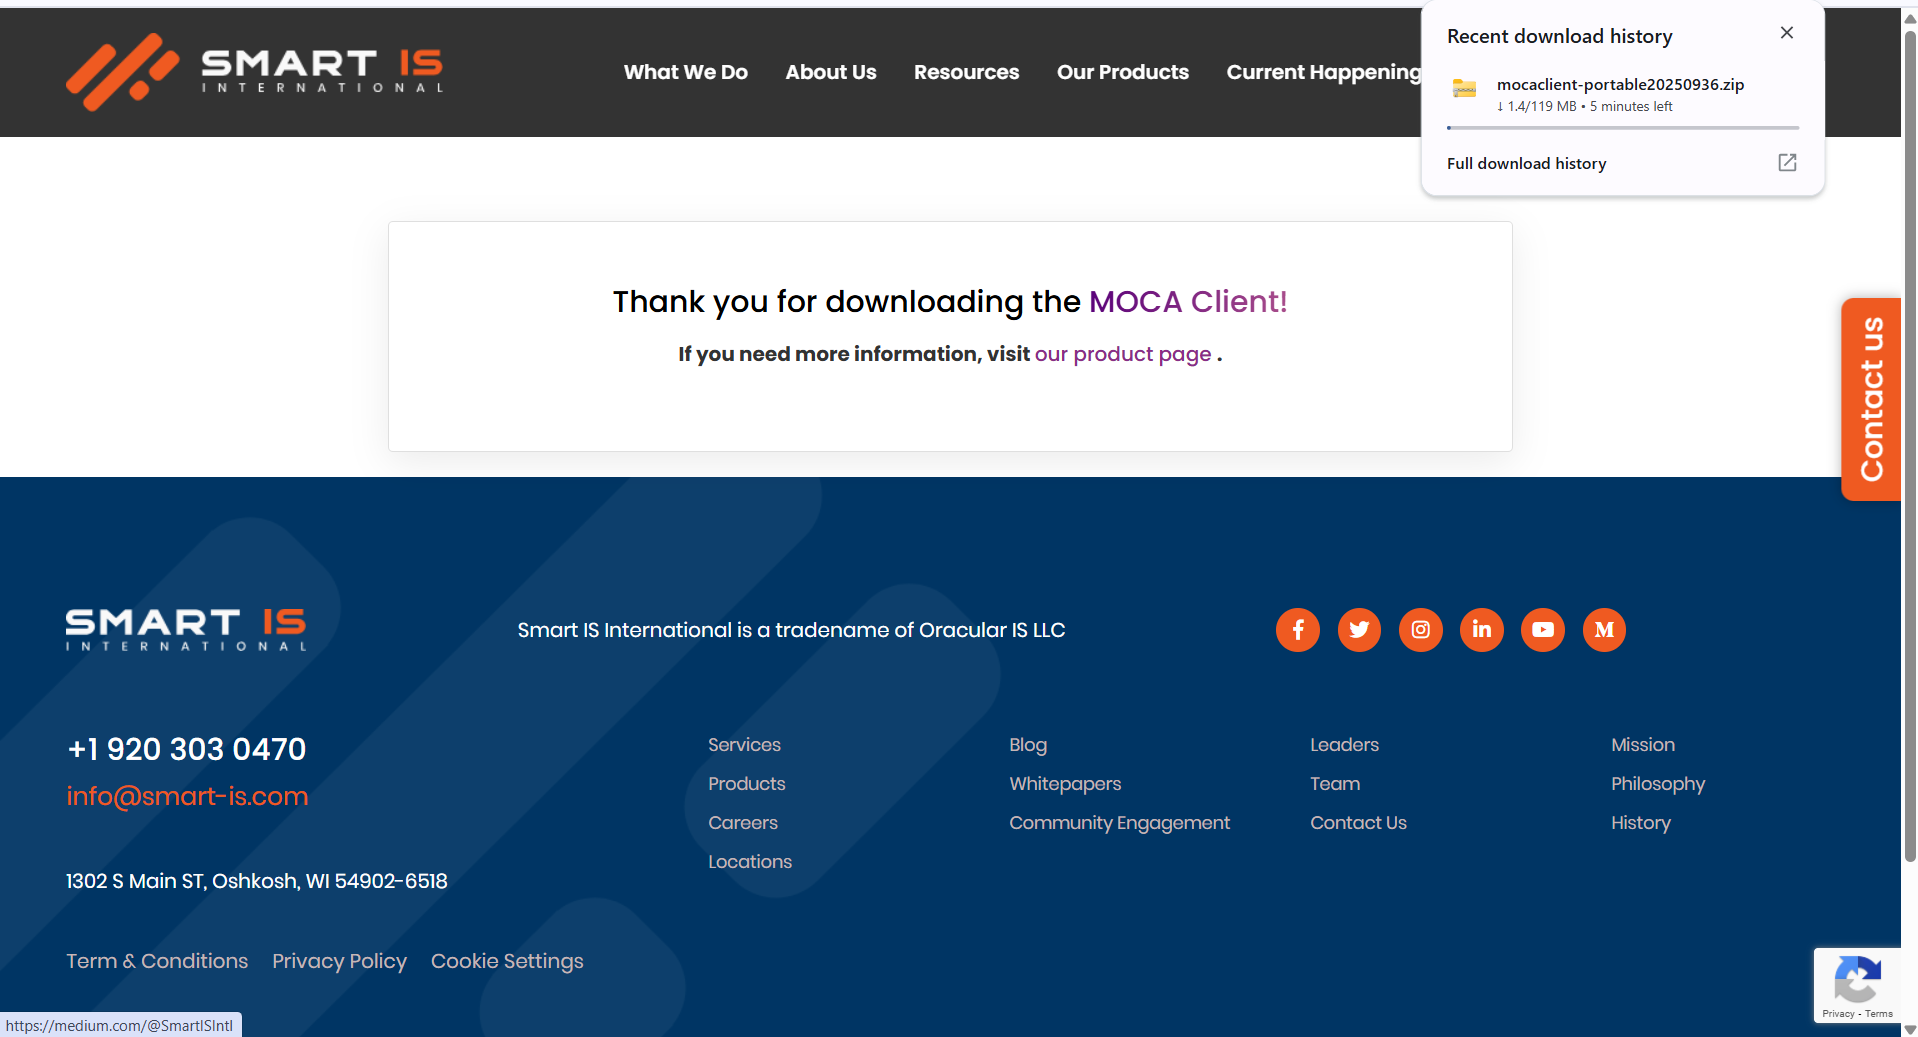 SMART IS
INTERNATIONAL
What We Do
About Us
Resources
Our Products
Current Happening
Recent download history
mocaclient-portable20250936.zip
↓ 1.4/119 MB • 5 minutes left
Full download history
Thank you for downloading the MOCA Client!
If you need more information, visit our product page .
Contact us
SMART IS
INTERNATIONAL
Smart IS International is a tradename of Oracular IS LLC
+1 920 303 0470
info@smart-is.com
1302 S Main ST, Oshkosh, WI 54902-6518
Services
Products
Careers
Locations
Blog
Whitepapers
Community Engagement
Leaders
Team
Contact Us
Mission
Philosophy
History
Term & Conditions
Privacy Policy
Cookie Settings
Privacy - Terms
https://medium.com/@SmartISIntl